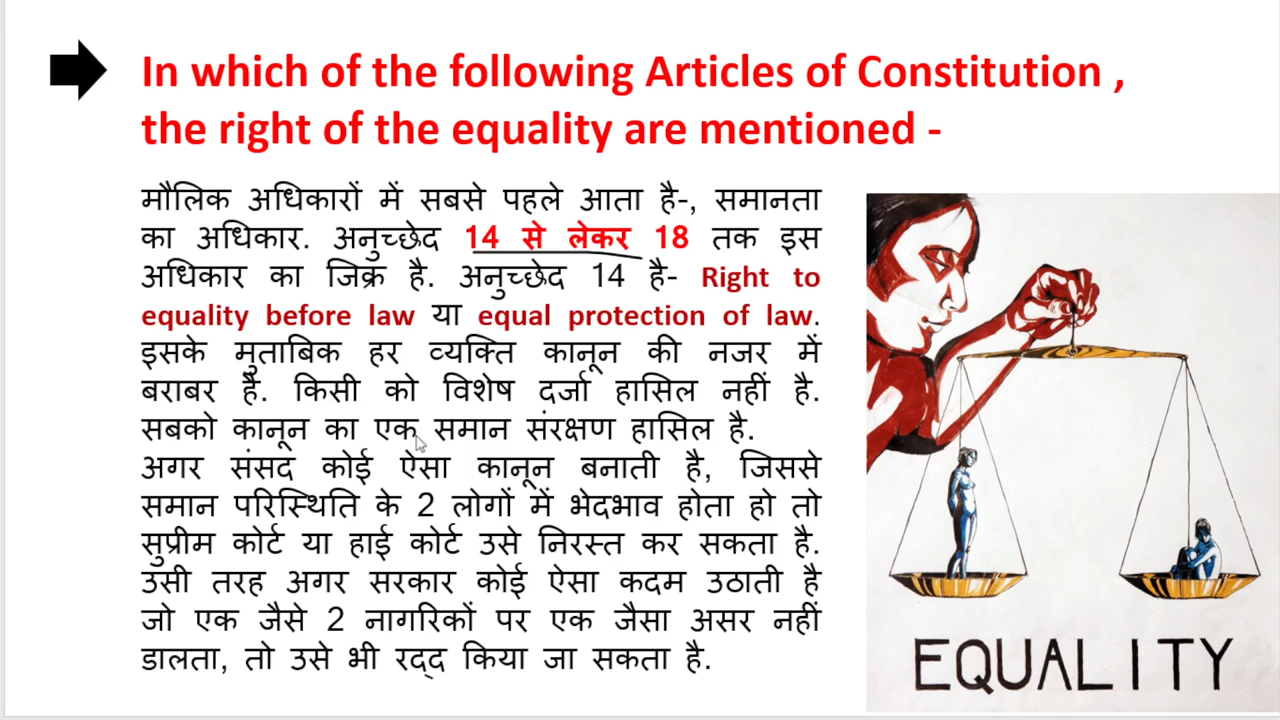 In which of the following Articles of Constitution ,
the right of the equality are mentioned -
मौलिक अधिकारों में सबसे पहले आता है-, समानता
का अधिकार. अनुच्छेद 14 से लेकर 18 तक इस
अधिकार का जिक्र है. अनुच्छेद 14 है- Right to
equality before law या equal protection of law.
इसके मुताबिक हर व्यक्ति कानून की नजर में
बराबर है. किसी को विशेष दर्जा हासिल नहीं है.
सबको कानून का एक समान संरक्षण हासिल है.
अगर संसद कोई ऐसा कानून बनाती है, जिससे
समान परिस्थिति के 2 लोगों में भेदभाव होता हो तो
सुप्रीम कोर्ट या हाई कोर्ट उसे निरस्त कर सकता है.
उसी तरह अगर सरकार कोई ऐसा कदम उठाती है
जो एक जैसे 2 नागरिकों पर एक जैसा असर नहीं
डालता, तो उसे भी रद्द किया जा सकता है.
EQUALITY